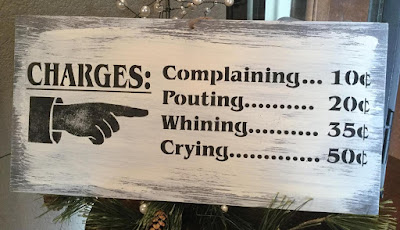 CHARGES:
Complaining... 10¢
Pouting........... 20¢
Whining.......... 35¢
Crying.............. 50¢